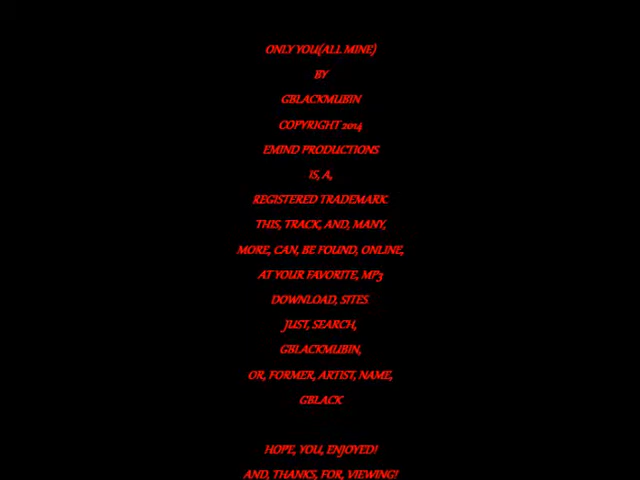 ONLY YOU(ALL MINE)
BY
GBLACKMUBIN
COPYRIGHT 2014
EMIND PRODUCTIONS
IS, A,
REGISTERED TRADEMARK.
THIS, TRACK, AND, MANY,
MORE, CAN, BE FOUND, ONLINE,
AT YOUR FAVORITE, MP3
DOWNLOAD, SITES
JUST, SEARCH,
GBLACKMUBIN,
OR, FORMER, ARTIST, NAME,
GBLACK
HOPE, YOU, ENJOYED!
AND, THANKS, FOR, VIEWING!